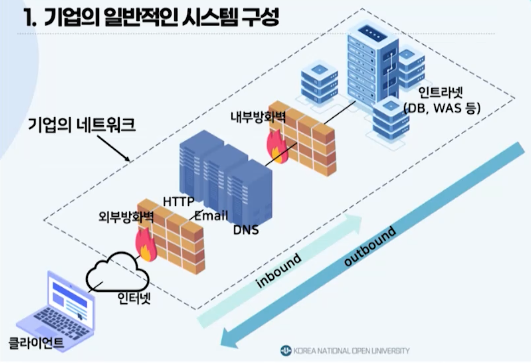 1. 기업의 일반적인 시스템 구성
인트라넷
(DB, WAS 등)
내부방화벽
기업의 네트워크
HTTP
Email
DNS
외부방화벽
인터넷
클라이언트
inbound
outbound
KOREA NATIONAL OPEN UNIVERSITY